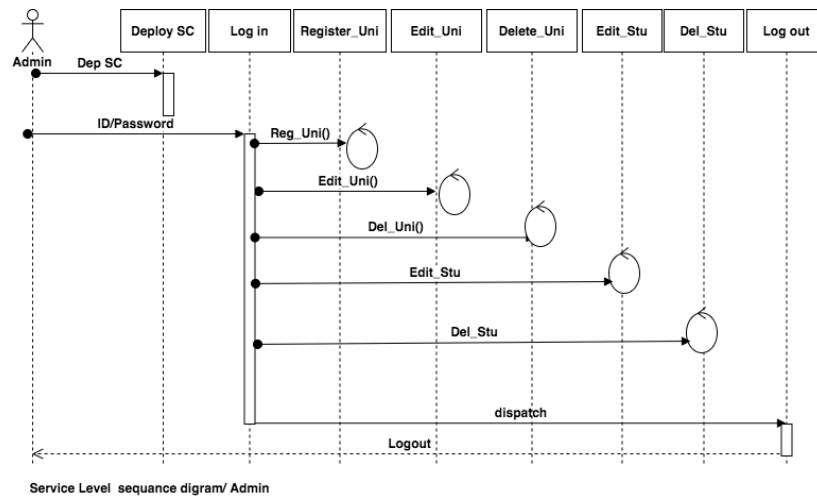 Deploy SC
Log in
Register_Uni
Edit_Uni
Delete_Uni
Edit_Stu
Del_Stu
Log out
Admin
Dep SC
ID/Password
Reg_Uni()
Edit_Uni()
Del_Uni()
Edit_Stu
Del_Stu
dispatch
Logout
Service Level sequance digram/ Admin